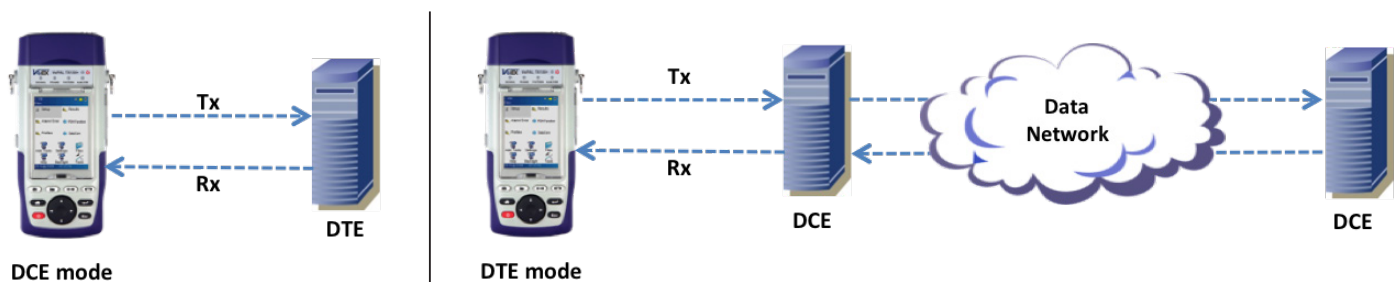 Tx
Rx
DTE
DCE mode
Tx
Rx
DCE
Data
Network
DCE
DTE mode